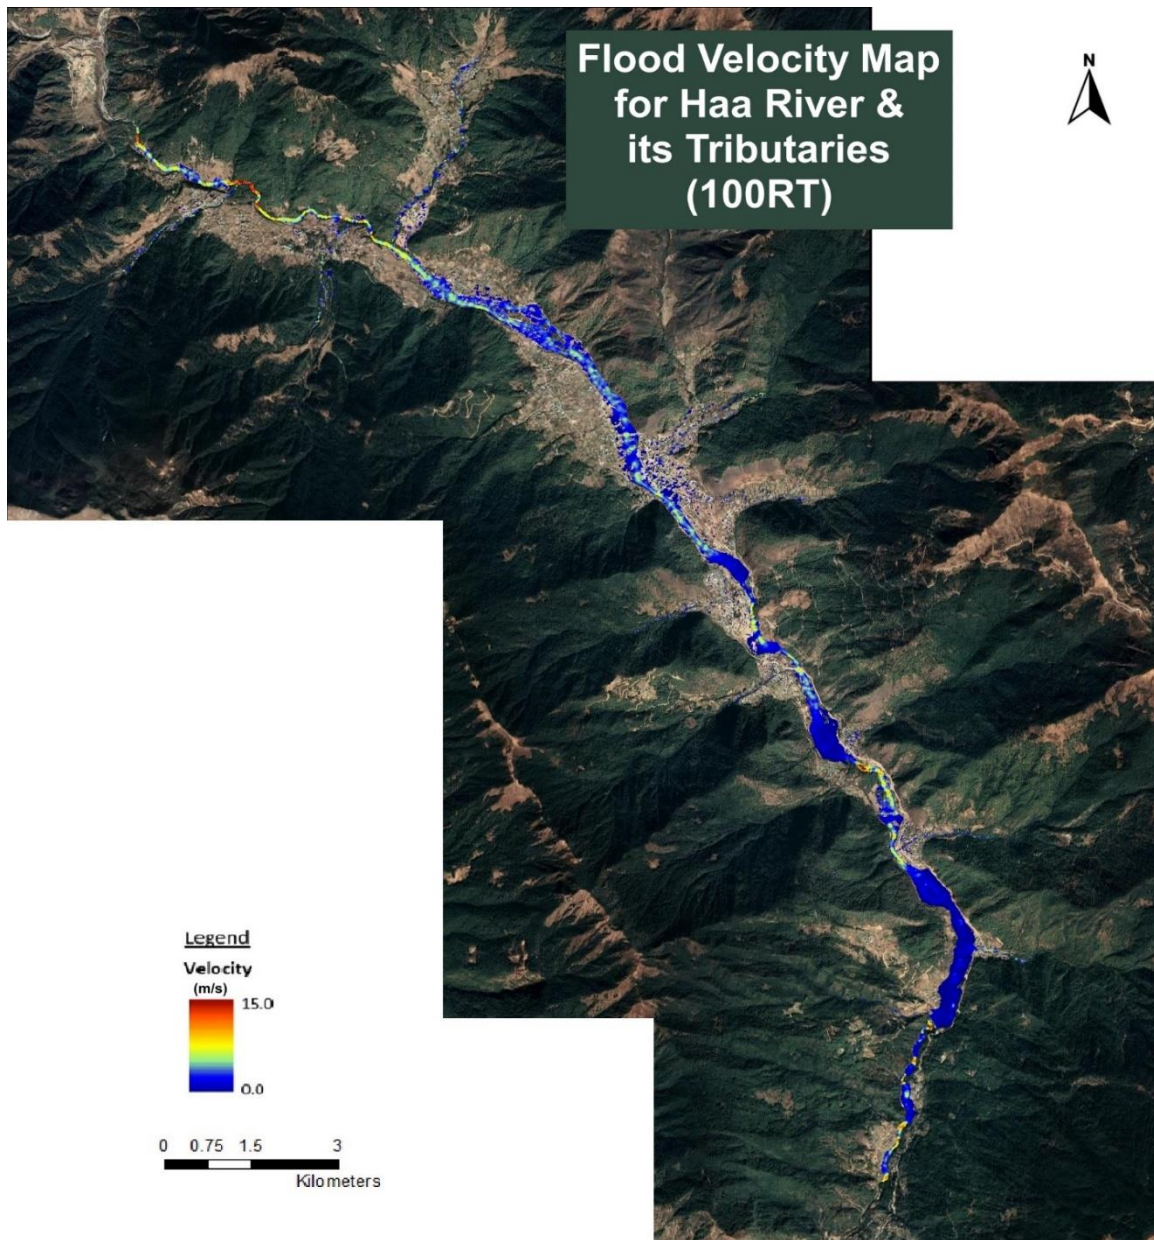 Flood Velocity Map
for Haa River &
its Tributaries
(100RT)
N
Legend
Velocity
(m/s)
15.0
0.0
0 0.75 1.5 3
Kilometers